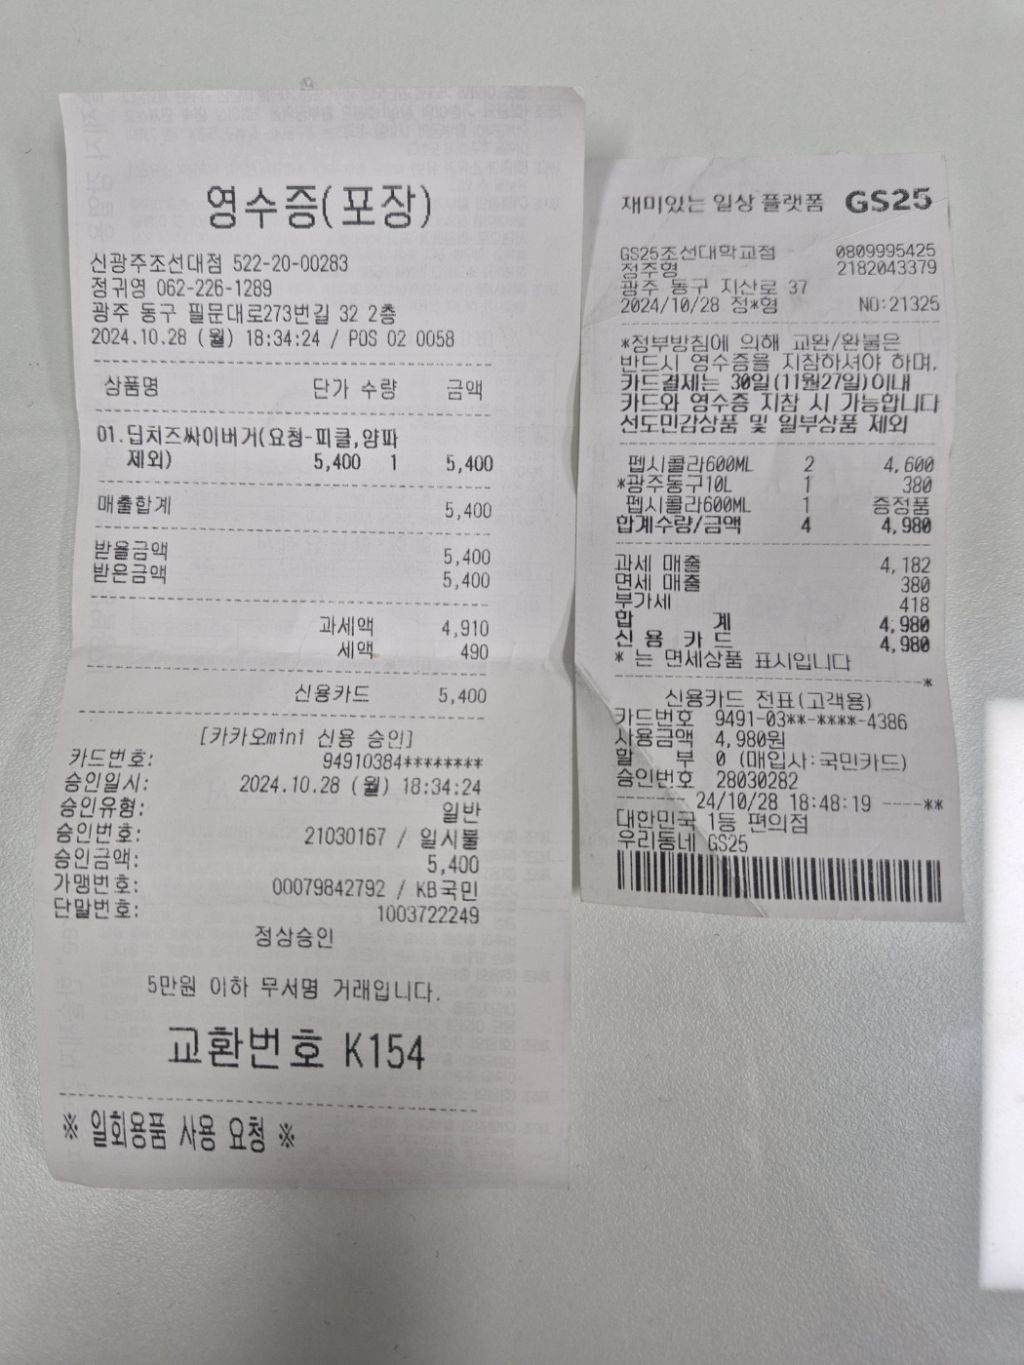 영수증(포장)
신광주조선대점 522-20-00283
정귀영 062-226-1289
광주 동구 필문대로273번길 32 2층
2024.10.28 (월) 18:34:24 / POS 02 0058
상품명 단가 수량 금액
01.딥치즈싸이버거(요청-피클,양파
제외) 5,400 1 5,400
매출합계 5,400
받을금액 5,400
받은금액 5,400
과세액 4,910
세액 490
신용카드 5,400
[카카오mini 신용 승인]
카드번호: 94910384********
승인일시: 2024.10.28 (월) 18:34:24
승인유형: 일반
승인번호: 21030167 / 일시불
승인금액: 5,400
가맹번호: 00079842792 / KB국민
단말번호: 1003722249
정상승인
5만원 이하 무서명 거래입니다.
교환번호 K154
※ 일회용품 사용 요청 ※
재미있는 일상 플랫폼 GS25
GS25조선대학교점 0809995425
정주형 2182043379
광주 동구 지산로 37
2024/10/28 정*형 NO:21325
*정부방침에 의해 교환/환불은
반드시 영수증을 지참하셔야 하며,
카드결제는 30일(11월27일)이내
카드와 영수증 지참 시 가능합니다
선도민감상품 및 일부상품 제외
펩시콜라600ML 2 4,600
*광주동구10L 1 380
펩시콜라600ML 1 증정품
합계수량/금액 4 4,980
과세 매출 4,182
면세 매출 380
부가세 418
합 계 4,980
신 용 카 드 4,980
* 는 면세상품 표시입니다
*
신용카드 전표(고객용)
카드번호 9491-03**-****-4386
사용금액 4,980원
할 부 0 (매입사:국민카드)
승인번호 28030282
-------- 24/10/28 18:48:19 ----**
대한민국 1등 편의점
우리동네 GS25